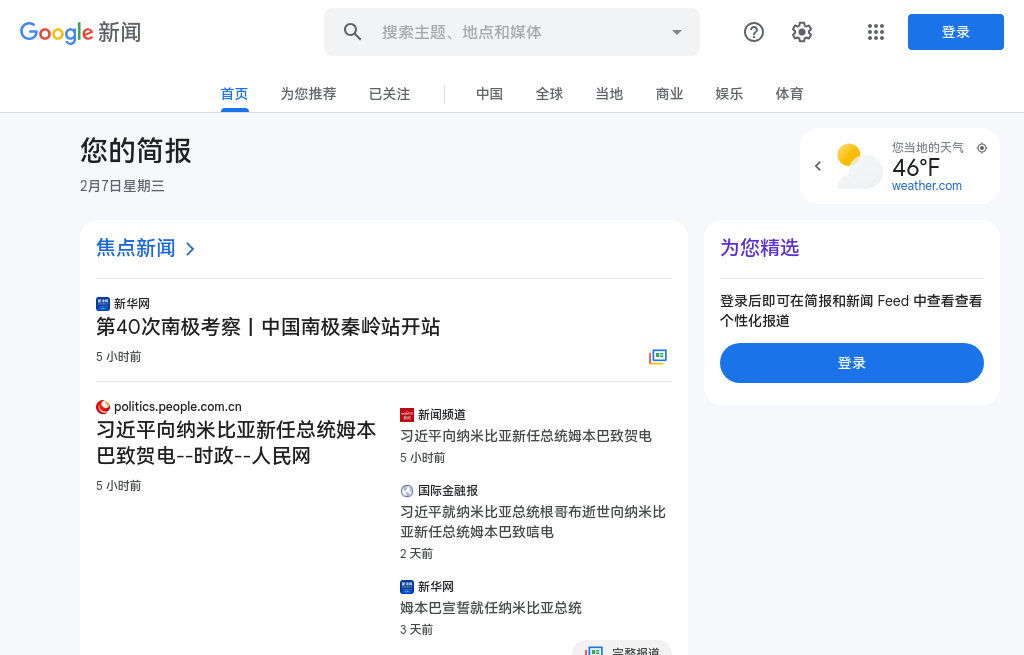 Google 新闻
搜索主题、地点和媒体
登录
首页
为您推荐
已关注
中国
全球
当地
商业
娱乐
体育
您的简报
2月7日星期三
您当地的天气
46°F
weather.com
焦点新闻
新华网
第40次南极考察丨中国南极秦岭站开站
5 小时前
politics.people.com.cn
习近平向纳米比亚新任总统姆本
巴致贺电--时政--人民网
5 小时前
新闻频道
习近平向纳米比亚新任总统姆本巴致贺电
5 小时前
国际金融报
习近平就纳米比亚总统根哥布逝世向纳米比
亚新任总统姆本巴致唁电
2 天前
新华网
姆本巴宣誓就任纳米比亚总统
3 天前
完整报道
为您精选
登录后即可在简报和新闻 Feed 中查看查看
个性化报道
登录